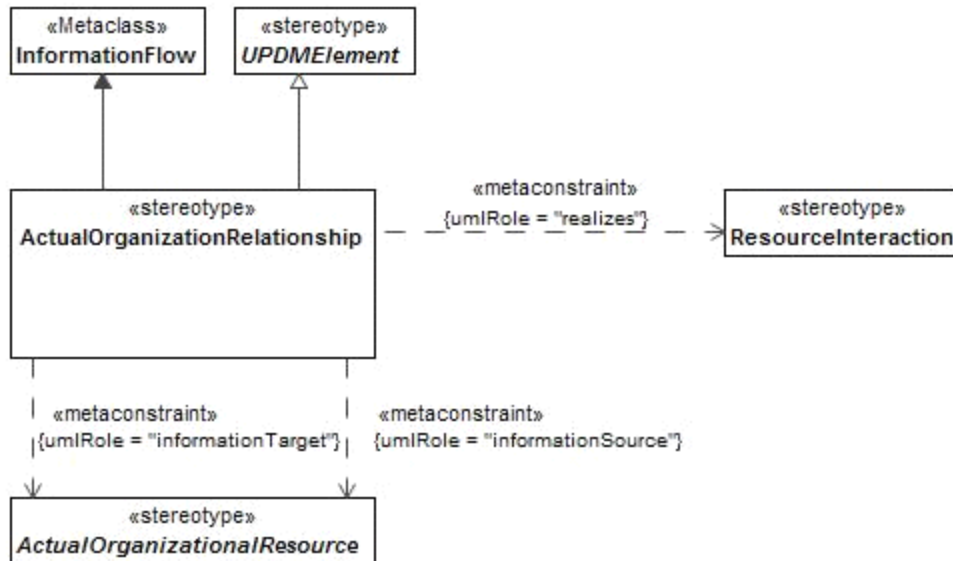 «Metaclass»
InformationFlow
«stereotype»
UPDMElement
«stereotype»
ActualOrganizationRelationship
«metaconstraint»
{umlRole = "realizes"}
«stereotype»
ResourceInteraction
«metaconstraint»
{umlRole = "informationTarget"}
«metaconstraint»
{umlRole = "informationSource"}
«stereotype»
ActualOrganizationalResource